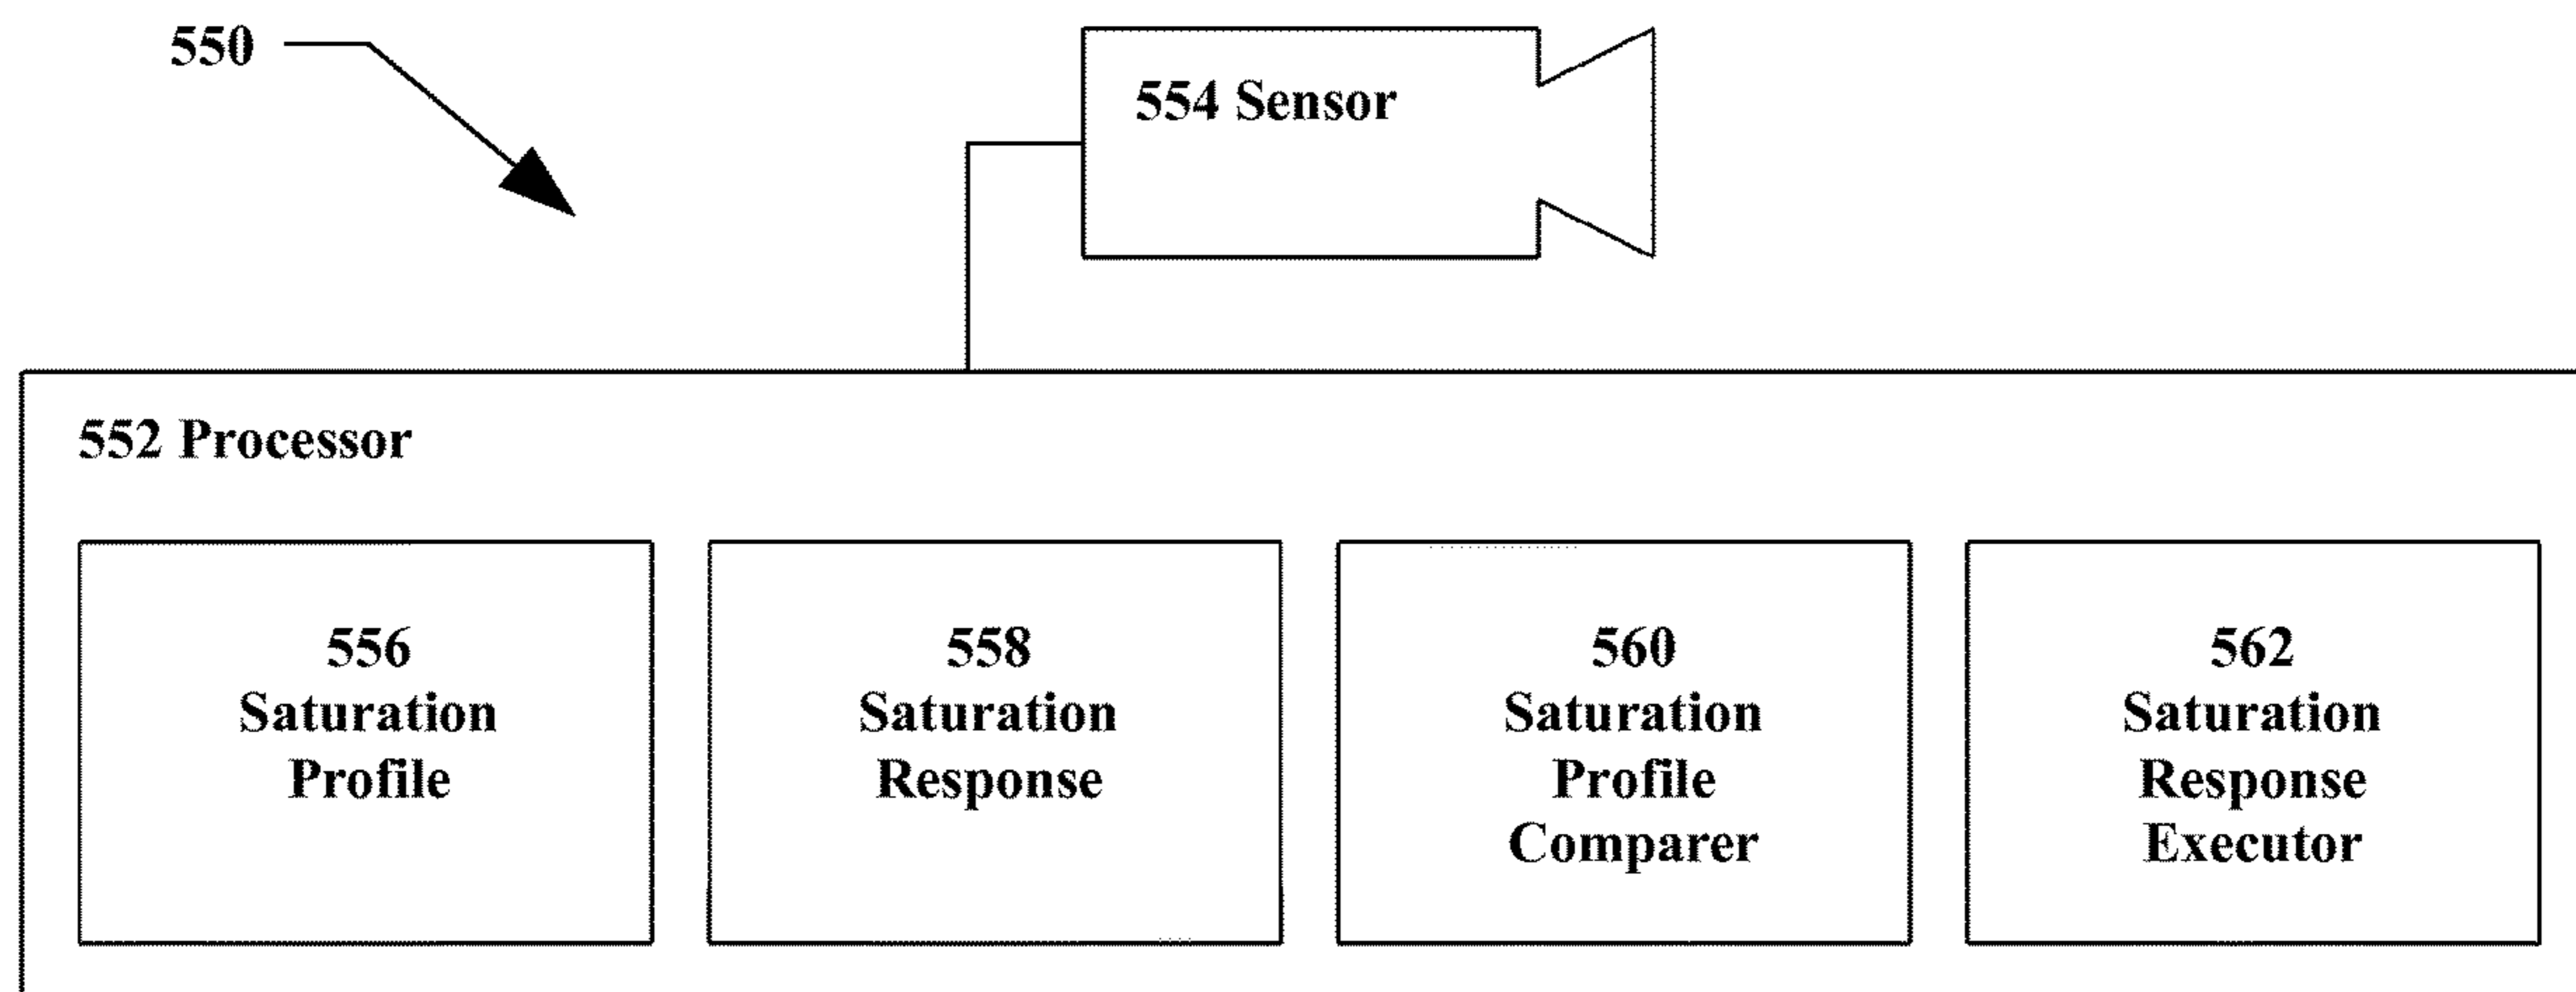 550
554 Sensor
552 Processor
556
Saturation
Profile
558
Saturation
Response
560
Saturation
Profile
Comparer
562
Saturation
Response
Executor